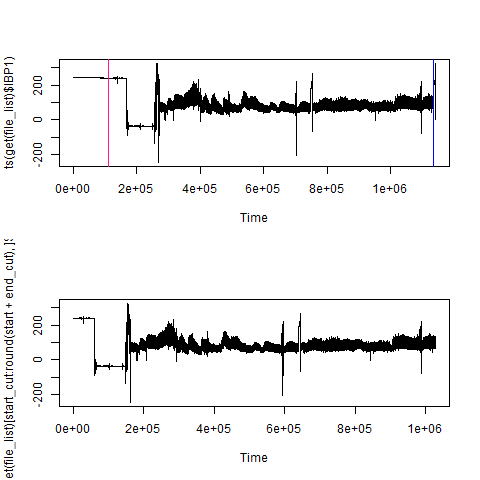 ts(get(file_list)$IBP1)
200
0
-200
0e+00 2e+05 4e+05 6e+05 8e+05 1e+06
Time
et(file_list)[start_cut:round(start + end_cut), ]$
200
0
-200
0e+00 2e+05 4e+05 6e+05 8e+05 1e+06
Time